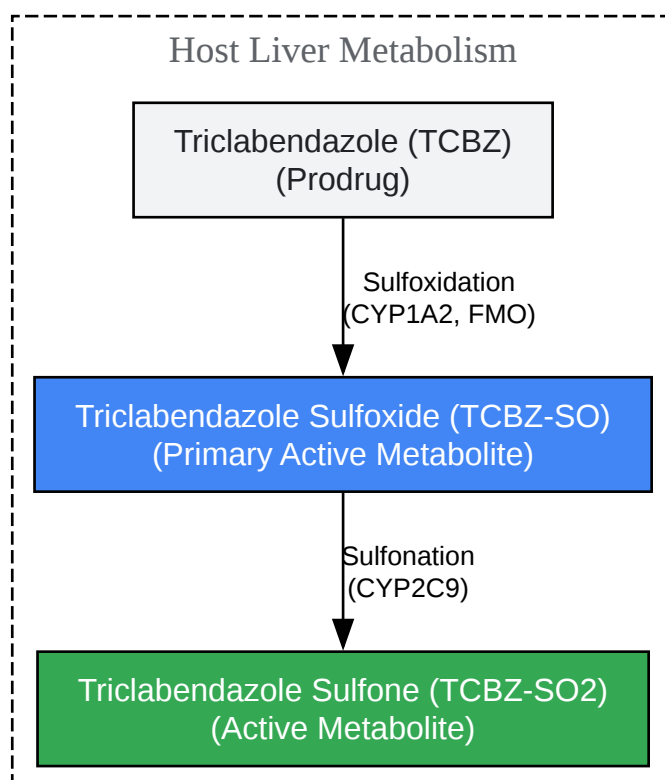 Host Liver Metabolism
Triclabendazole (TCBZ)
(Prodrug)
Sulfoxidation
(CYP1A2, FMO)
Triclabendazole Sulfoxide (TCBZ-SO)
(Primary Active Metabolite)
Sulfonation
(CYP2C9)
Triclabendazole Sulfone (TCBZ-SO2)
(Active Metabolite)